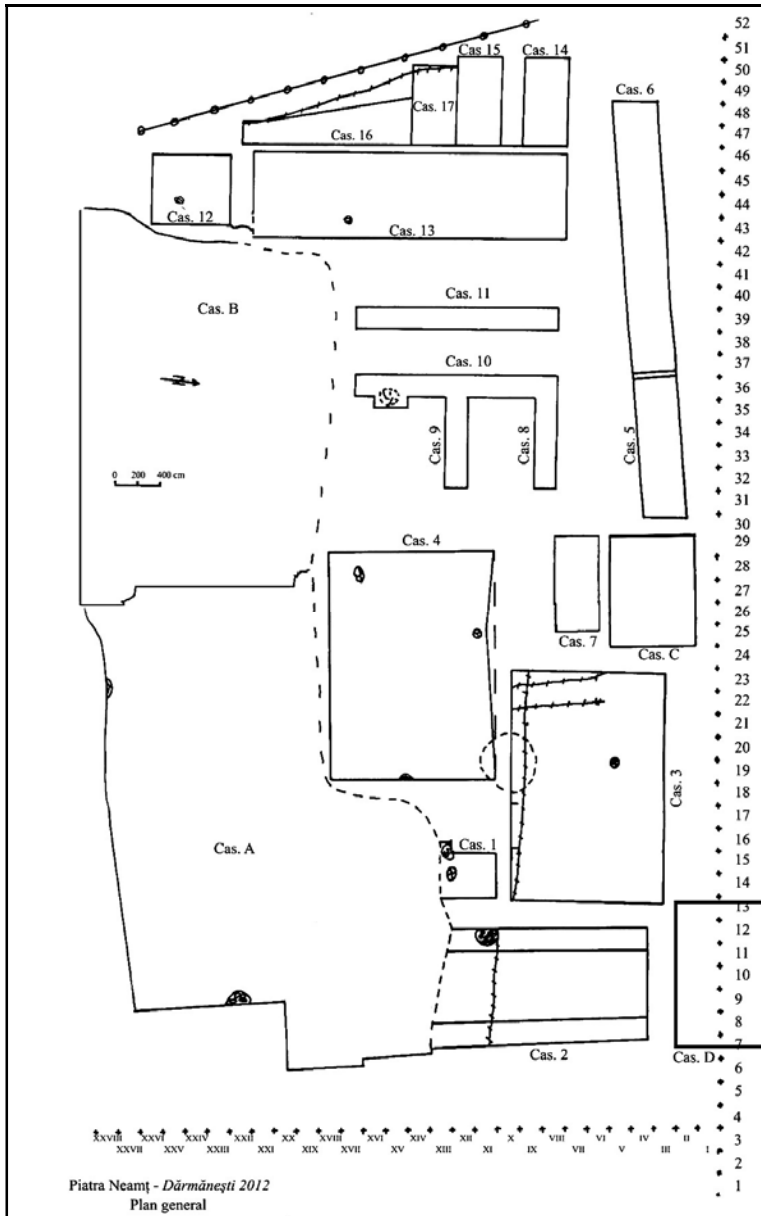 52
51
50
49
48
47
46
45
44
43
42
41
40
39
38
37
36
35
34
33
32
31
30
29
28
27
26
25
24
23
22
21
20
19
18
17
16
15
14
13
12
11
10
9
8
7
6
5
4
3
2
1
Cas 15
Cas. 14
Cas. 6
Cas. 17
Cas. 16
Cas. 12
Cas. 13
Cas. B
Cas. 11
N
Cas. 10
Cas. 9
Cas. 8
Cas. 5
0 200 400 cm
Cas. 4
Cas. 7
Cas. C
Cas. 3
Cas. A
Cas. 1
Cas. 2
Cas. D
XXVIII XXVI XXIV XXII XX XVIII XVI XIV XII X VIII VI IV II
XXVII XXV XXIII XXI XIX XVII XV XIII XI IX VII V III I
Piatra Neamț - Dărmănești 2012
Plan general